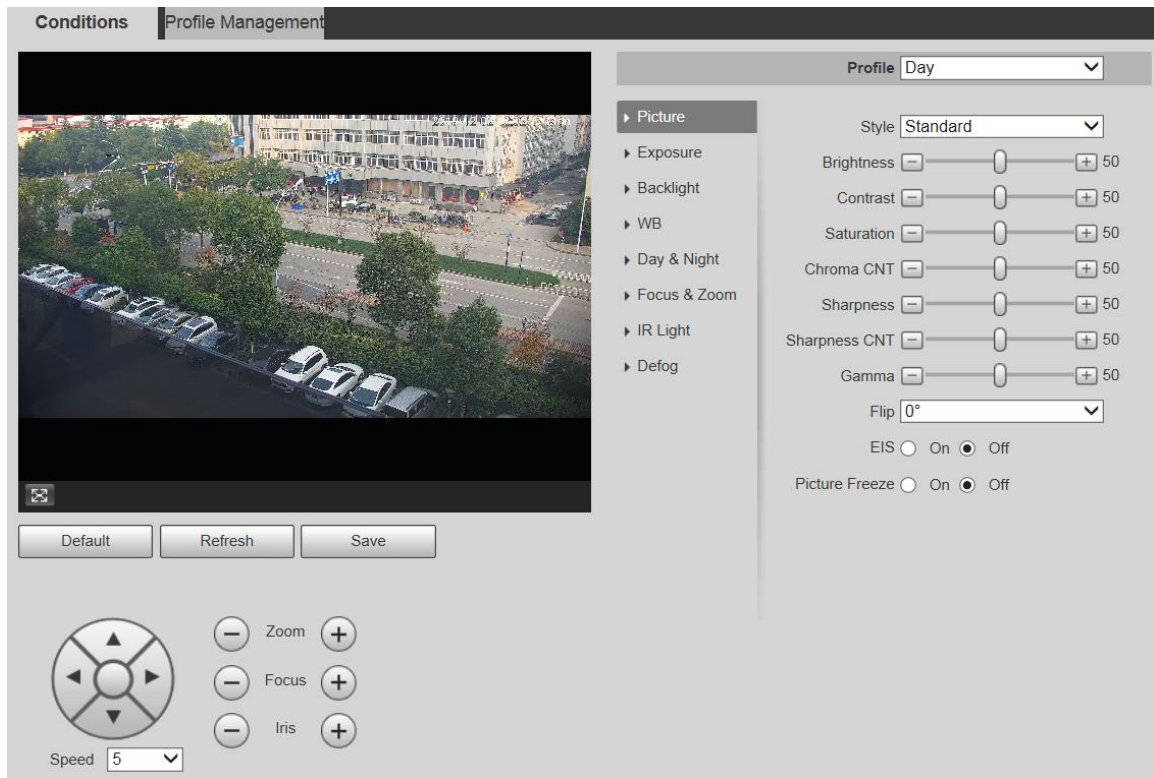 Conditions Profile Management
Profile Day
Picture
Exposure
Backlight
WB
Day & Night
Focus & Zoom
IR Light
Defog
Style Standard
Brightness 50
Contrast 50
Saturation 50
Chroma CNT 50
Sharpness 50
Sharpness CNT 50
Gamma 50
Flip 0°
EIS On Off
Picture Freeze On Off
Default Refresh Save
Zoom
Focus
Iris
Speed 5